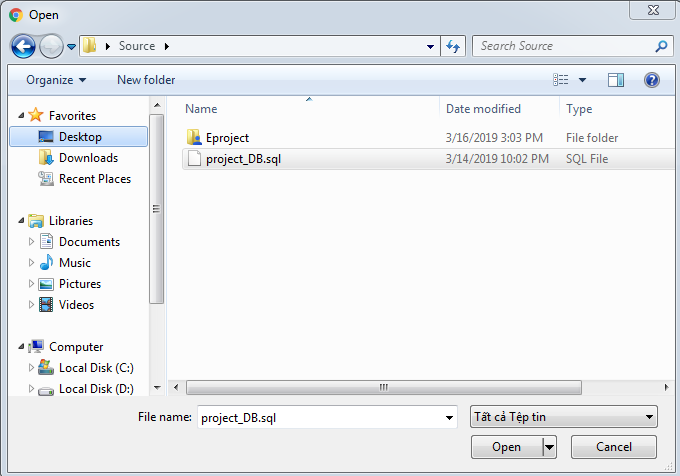 Open
Source
Search Source
Organize New folder
Favorites
Desktop
Downloads
Recent Places
Libraries
Documents
Music
Pictures
Videos
Computer
Local Disk (C:)
Local Disk (D:)
Name Date modified Type
Eproject 3/16/2019 3:03 PM File folder
project_DB.sql 3/14/2019 10:02 PM SQL File
File name: project_DB.sql Tất cả Tệp tin
Open Cancel